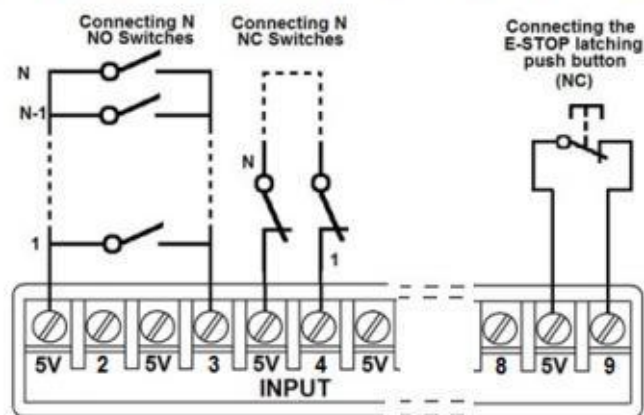 Connecting N
NO Switches
Connecting N
NC Switches
Connecting the
E-STOP latching
push button
(NC)
N
N-1
1
N
1
5V 2 5V 3 5V 4 5V 8 5V 9
INPUT